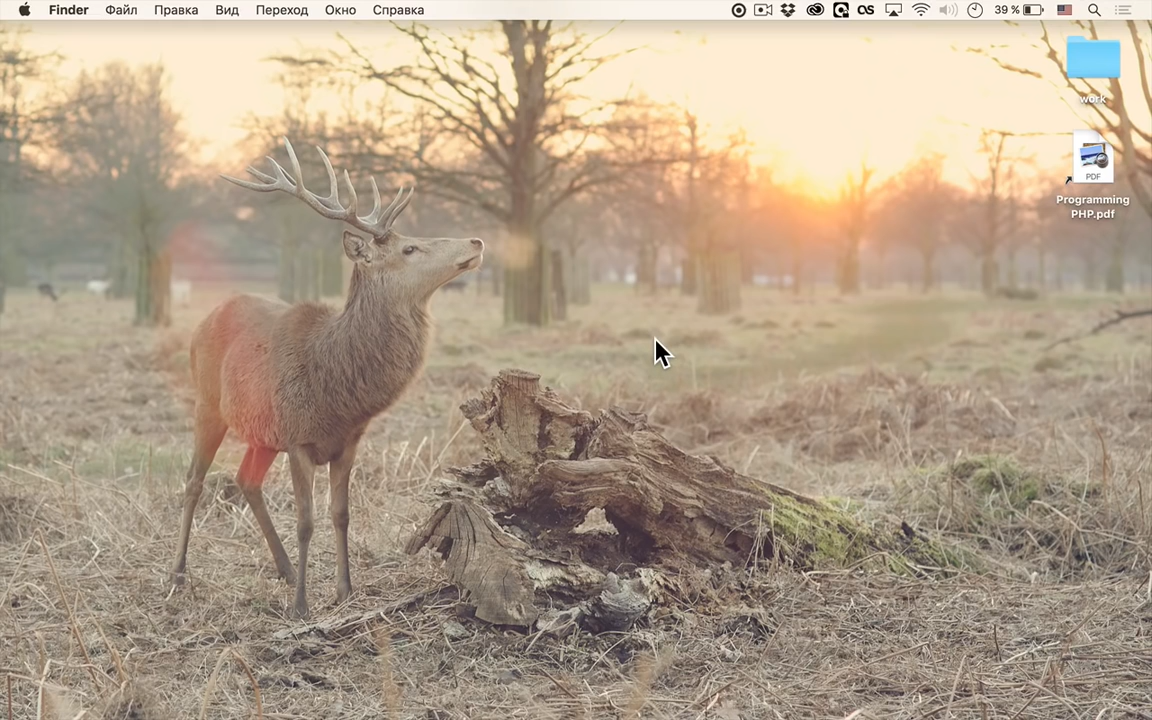 Finder Файл Правка Вид Переход Окно Справка 39 %
work
PDF
Programming
PHP.pdf